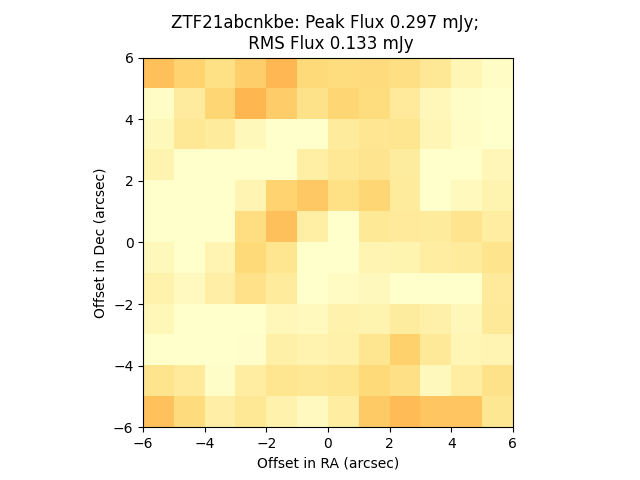 ZTF21abcnkbe: Peak Flux 0.297 mJy;
RMS Flux 0.133 mJy
6
4
2
0
−2
−4
−6
Offset in Dec (arcsec)
−6 −4 −2 0 2 4 6
Offset in RA (arcsec)